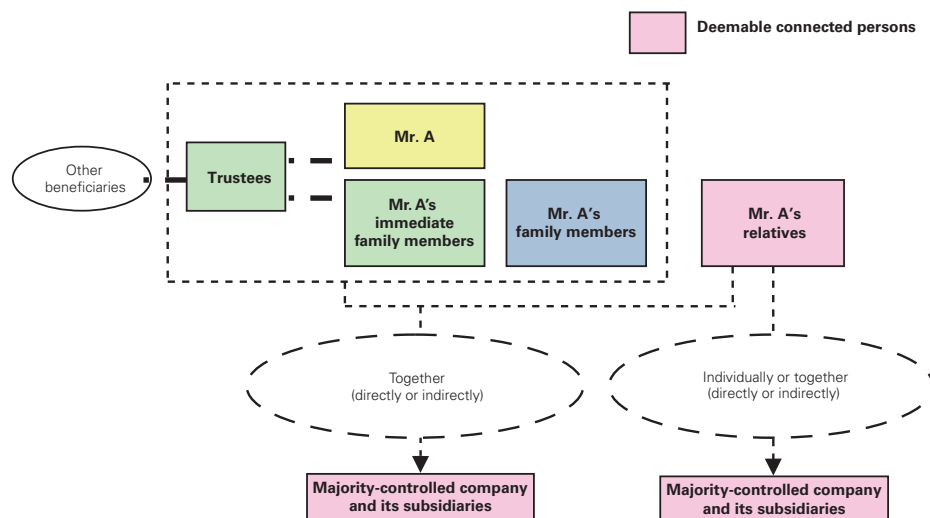 Deemable connected persons
Other
beneficiaries
Trustees
Mr. A
Mr. A's
immediate
family members
Mr. A's
family members
Mr. A's
relatives
Together
(directly or indirectly)
Individually or together
(directly or indirectly)
Majority-controlled company
and its subsidiaries
Majority-controlled company
and its subsidiaries